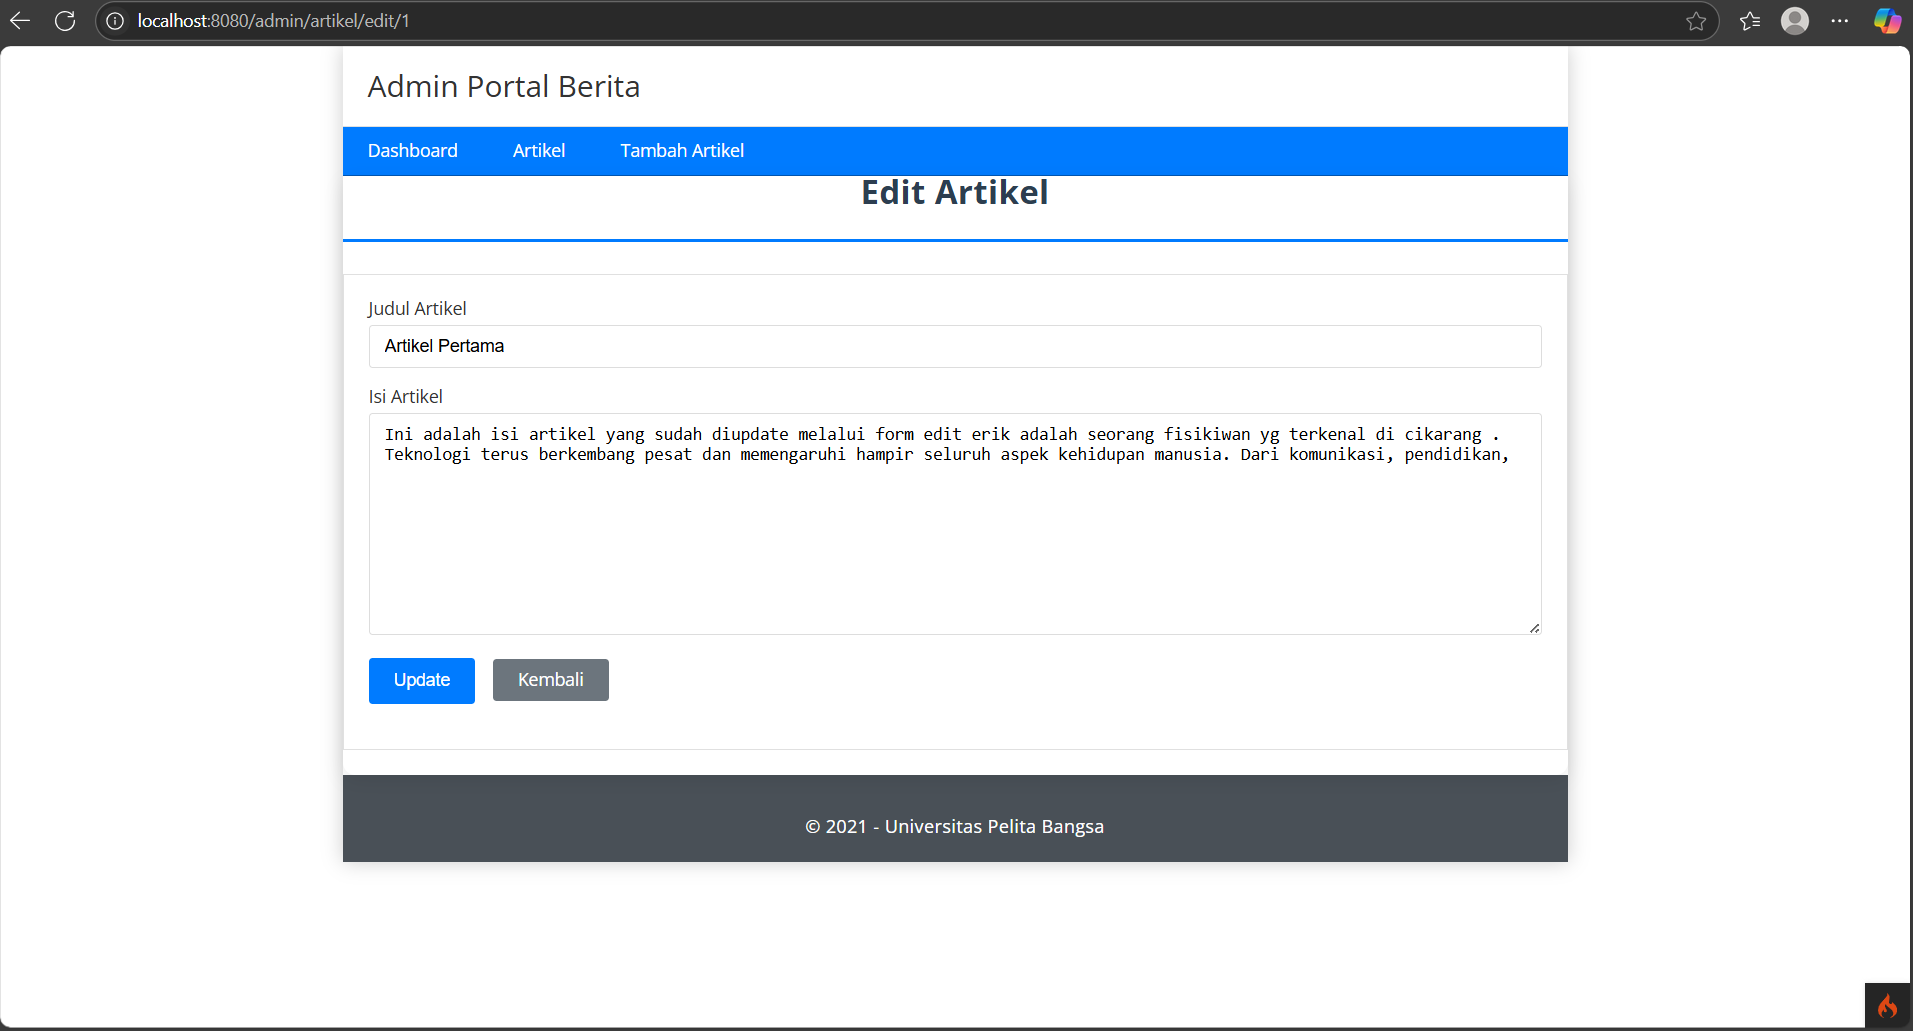 localhost:8080/admin/artikel/edit/1
Admin Portal Berita
Dashboard Artikel Tambah Artikel
Edit Artikel
Judul Artikel
Artikel Pertama
Isi Artikel
Ini adalah isi artikel yang sudah diupdate melalui form edit erik adalah seorang fisikiwan yg terkenal di cikarang .
Teknologi terus berkembang pesat dan memengaruhi hampir seluruh aspek kehidupan manusia. Dari komunikasi, pendidikan,
Update Kembali
© 2021 - Universitas Pelita Bangsa